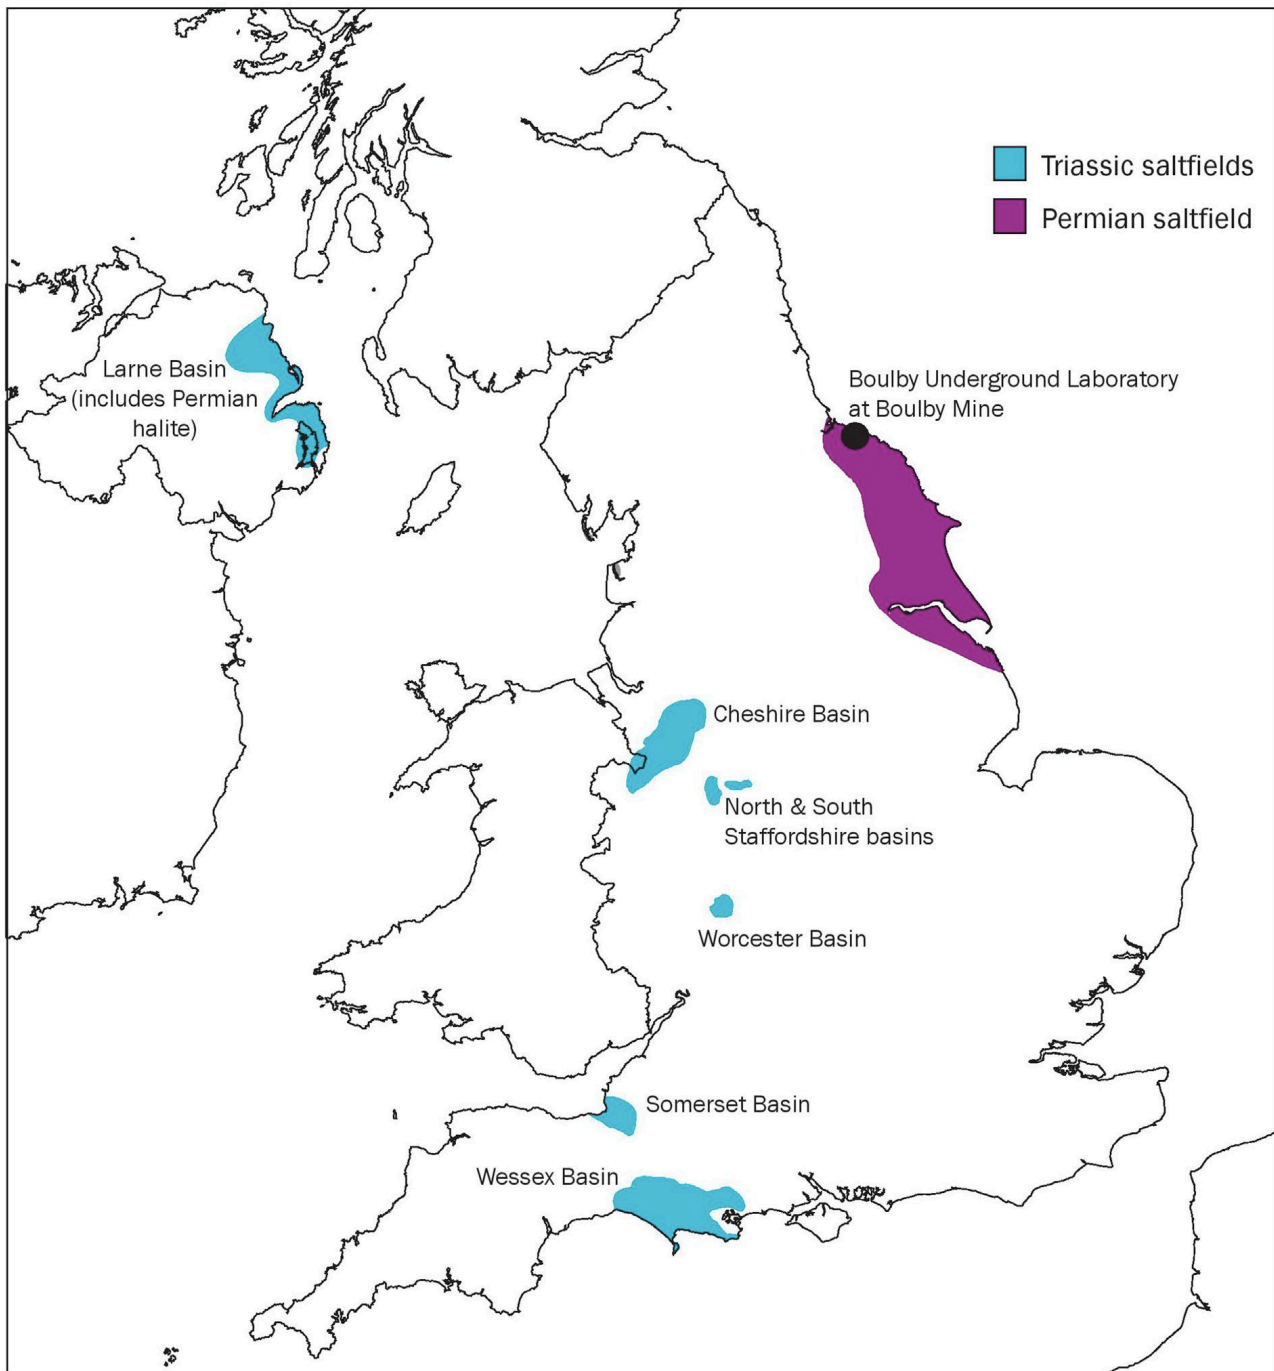 Triassic saltfields
Permian saltfield
Larne Basin
(includes Permian
halite)
Boulby Underground Laboratory
at Boulby Mine
Cheshire Basin
North & South
Staffordshire basins
Worcester Basin
Somerset Basin
Wessex Basin